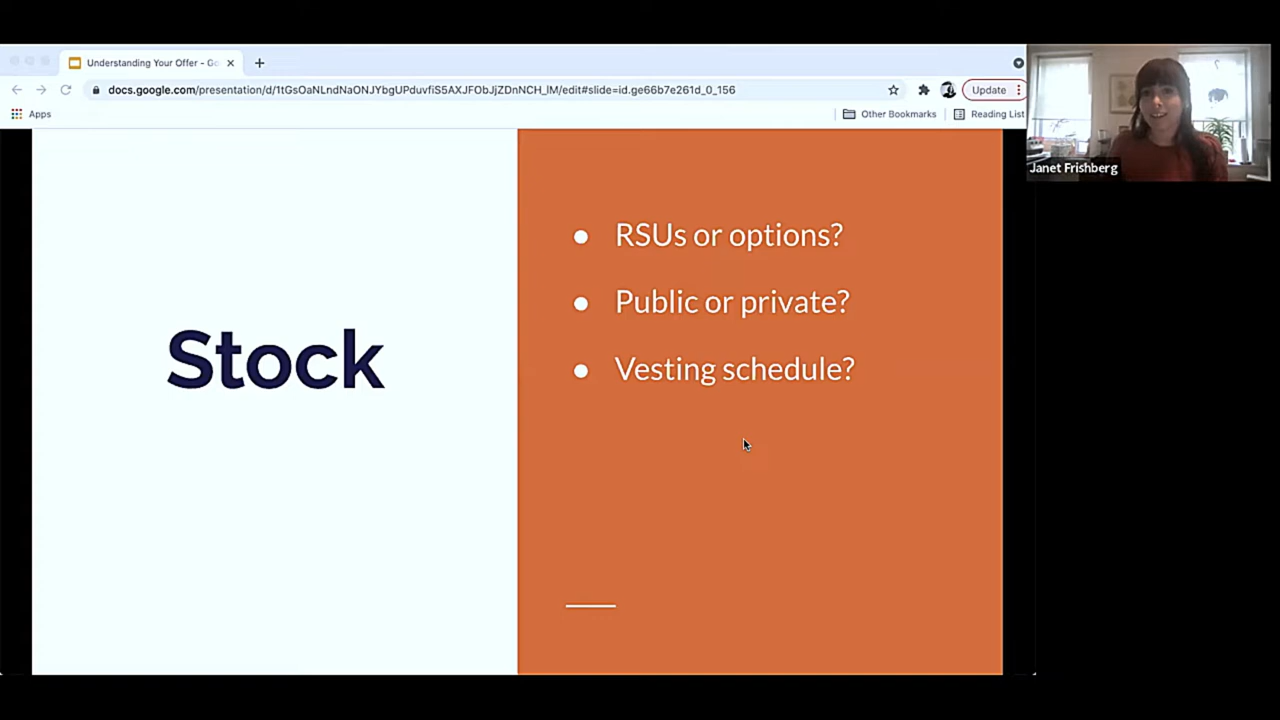 Understanding Your Offer - Go
docs.google.com/presentation/d/1tGsOaNLndNaONJYbgUPduvfiS5AXJFObJjZDnNCH_lM/edit#slide=id.ge66b7e261d_0_156
Update
Apps
Other Bookmarks
Reading List
Janet Frishberg
Stock
● RSUs or options?
● Public or private?
● Vesting schedule?